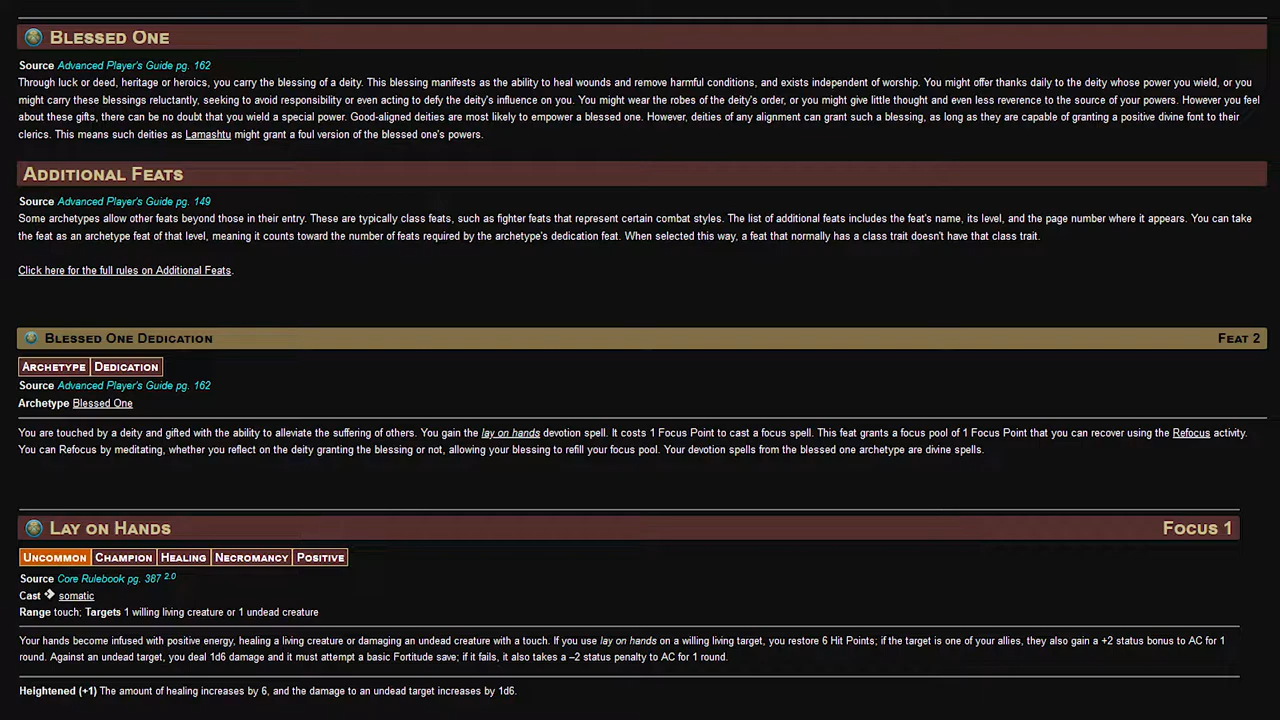 Blessed One
Source Advanced Player's Guide pg. 162
Through luck or deed, heritage or heroics, you carry the blessing of a deity. This blessing manifests as the ability to heal wounds and remove harmful conditions, and exists independent of worship. You might offer thanks daily to the deity whose power you wield, or you
might carry these blessings reluctantly, seeking to avoid responsibility or even acting to defy the deity's influence on you. You might wear the robes of the deity's order, or you might give little thought and even less reverence to the source of your powers. However you feel
about these gifts, there can be no doubt that you wield a special power. Good-aligned deities are most likely to empower a blessed one. However, deities of any alignment can grant such a blessing, as long as they are capable of granting a positive divine font to their
clerics. This means such deities as Lamashtu might grant a foul version of the blessed one's powers.
Additional Feats
Source Advanced Player's Guide pg. 149
Some archetypes allow other feats beyond those in their entry. These are typically class feats, such as fighter feats that represent certain combat styles. The list of additional feats includes the feat's name, its level, and the page number where it appears. You can take
the feat as an archetype feat of that level, meaning it counts toward the number of feats required by the archetype's dedication feat. When selected this way, a feat that normally has a class trait doesn't have that class trait.
Click here for the full rules on Additional Feats.
Blessed One Dedication Feat 2
Archetype Dedication
Source Advanced Player's Guide pg. 162
Archetype Blessed One
You are touched by a deity and gifted with the ability to alleviate the suffering of others. You gain the lay on hands devotion spell. It costs 1 Focus Point to cast a focus spell. This feat grants a focus pool of 1 Focus Point that you can recover using the Refocus activity.
You can Refocus by meditating, whether you reflect on the deity granting the blessing or not, allowing your blessing to refill your focus pool. Your devotion spells from the blessed one archetype are divine spells.
Lay on Hands Focus 1
Uncommon Champion Healing Necromancy Positive
Source Core Rulebook pg. 387 2.0
Cast somatic
Range touch; Targets 1 willing living creature or 1 undead creature
Your hands become infused with positive energy, healing a living creature or damaging an undead creature with a touch. If you use lay on hands on a willing living target, you restore 6 Hit Points; if the target is one of your allies, they also gain a +2 status bonus to AC for 1
round. Against an undead target, you deal 1d6 damage and it must attempt a basic Fortitude save; if it fails, it also takes a –2 status penalty to AC for 1 round.
Heightened (+1) The amount of healing increases by 6, and the damage to an undead target increases by 1d6.